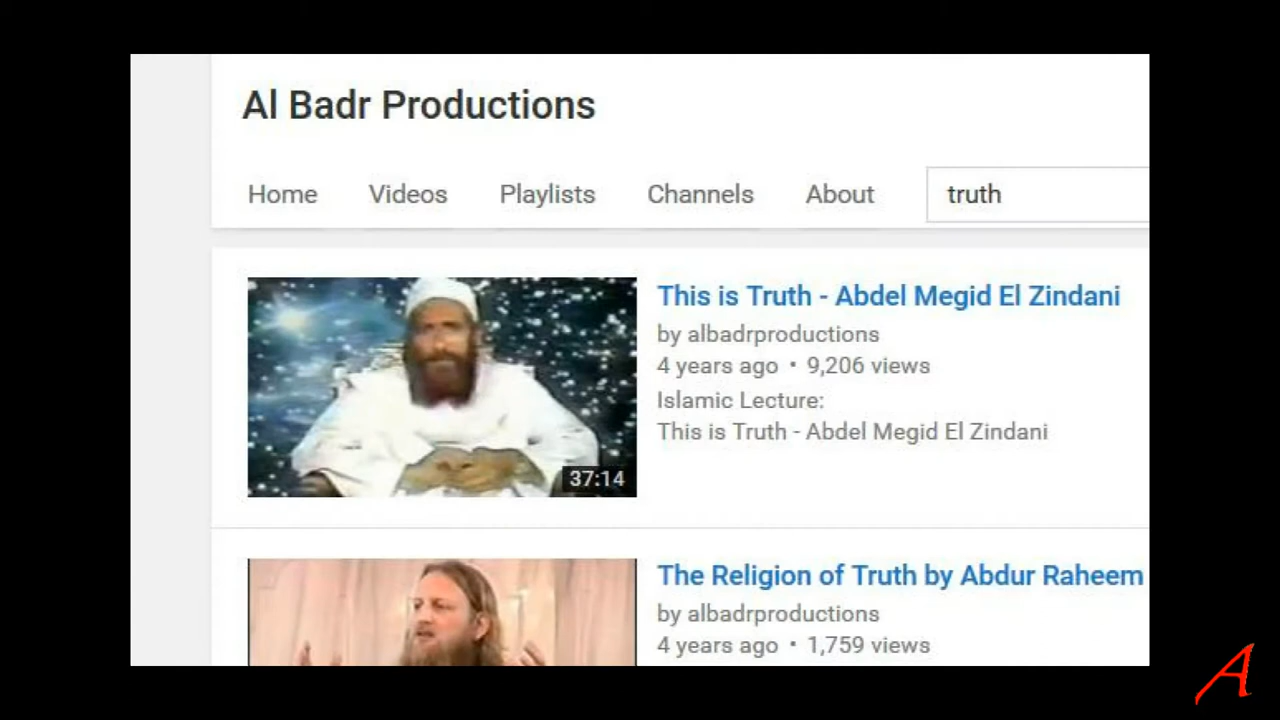 Al Badr Productions
Home Videos Playlists Channels About truth
This is Truth - Abdel Megid El Zindani
by albadrproductions
4 years ago • 9,206 views
Islamic Lecture:
This is Truth - Abdel Megid El Zindani
37:14
The Religion of Truth by Abdur Raheem
by albadrproductions
4 years ago • 1,759 views
A